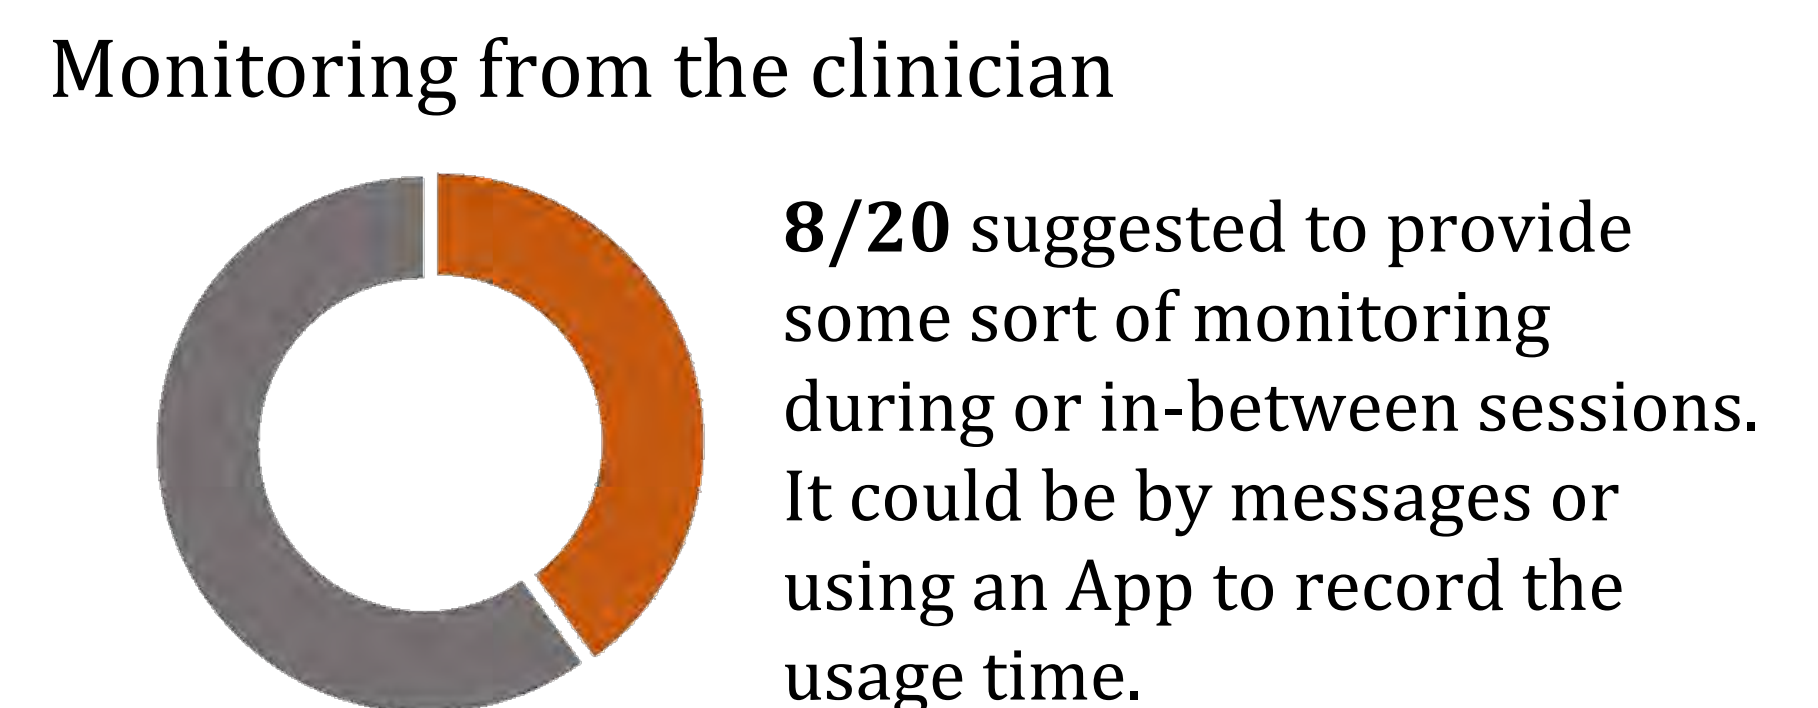 Monitoring from the clinician
8/20 suggested to provide
some sort of monitoring
during or in-between sessions.
It could be by messages or
using an App to record the
usage time.